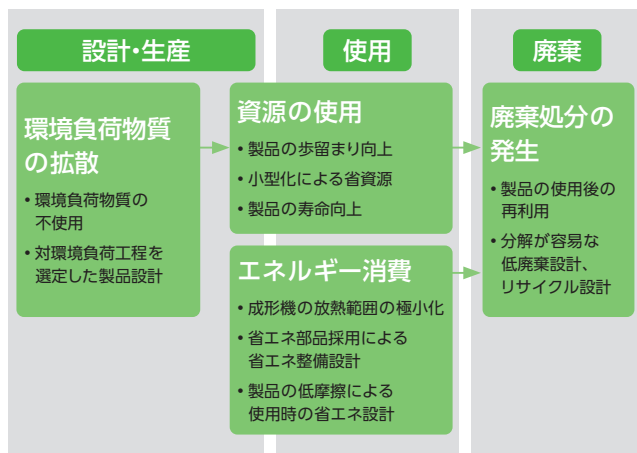 設計・生産
使用
廃棄
環境負荷物質
の拡散
• 環境負荷物質の
不使用
• 対環境負荷工程を
選定した製品設計
資源の使用
• 製品の歩留まり向上
• 小型化による省資源
• 製品の寿命向上
エネルギー消費
• 成形機の放熱範囲の極小化
• 省エネ部品採用による
省エネ整備設計
• 製品の低摩擦による
使用時の省エネ設計
廃棄処分の
発生
• 製品の使用後の
再利用
• 分解が容易な
低廃棄設計、
リサイクル設計